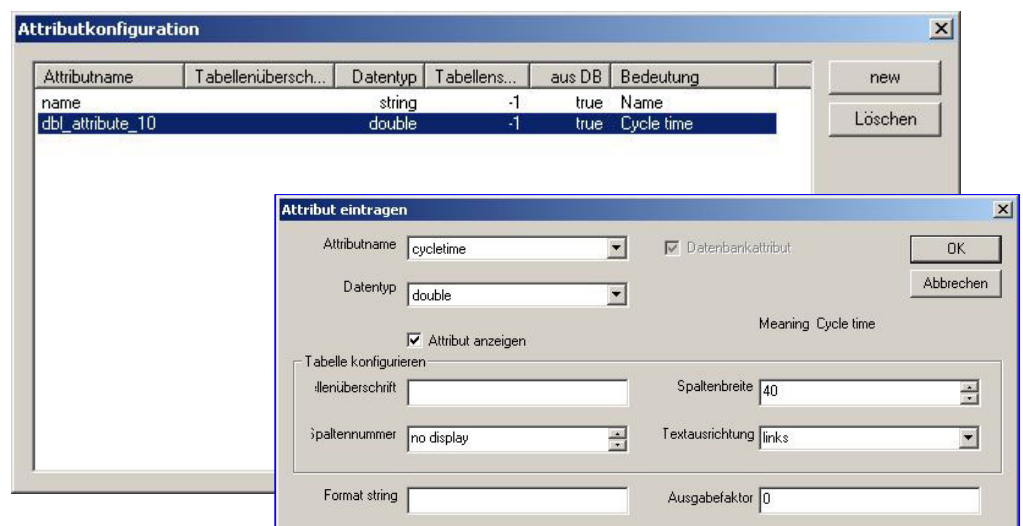 Attributkonfiguration
Attributname Tabellenübersch... Datentyp Tabellens... aus DB Bedeutung
new
name string -1 true Name
dbl_attribute_10 double -1 true Cycle time
Löschen
Attribut eintragen
Attributname cycletime Datenbankattribut OK
Datentyp double Abbrechen
Meaning Cycle time
Attribut anzeigen
Tabelle konfigurieren
llenüberschrift Spaltenbreite 40
Spaltennummer no display Textausrichtung links
Format string Ausgabefaktor 0